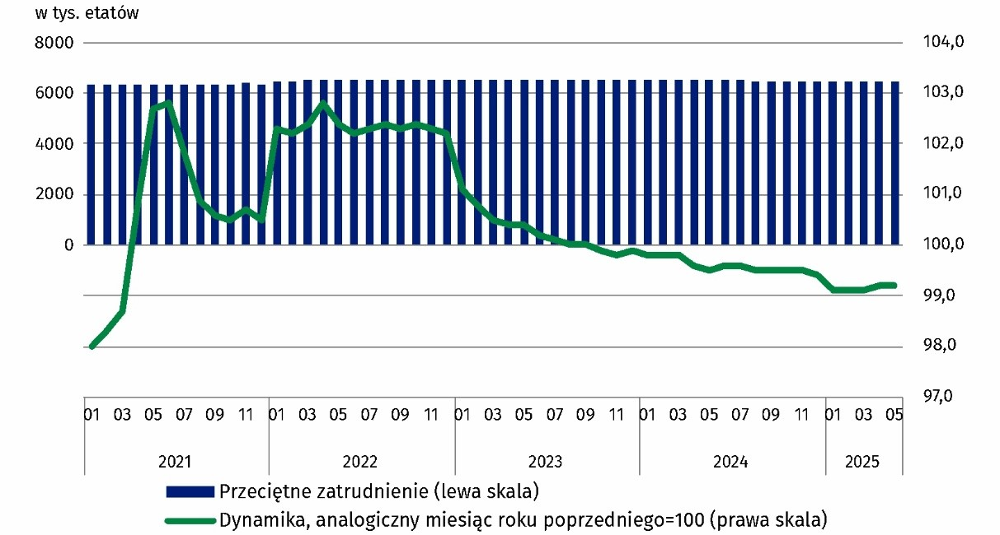 w tys. etatów
8000
6000
4000
2000
0
104,0
103,0
102,0
101,0
100,0
99,0
98,0
97,0
01 03 05 07 09 11 01 03 05 07 09 11 01 03 05 07 09 11 01 03 05 07 09 11 01 03 05
2021 2022 2023 2024 2025
Przeciętne zatrudnienie (lewa skala)
Dynamika, analogiczny miesiąc roku poprzedniego=100 (prawa skala)